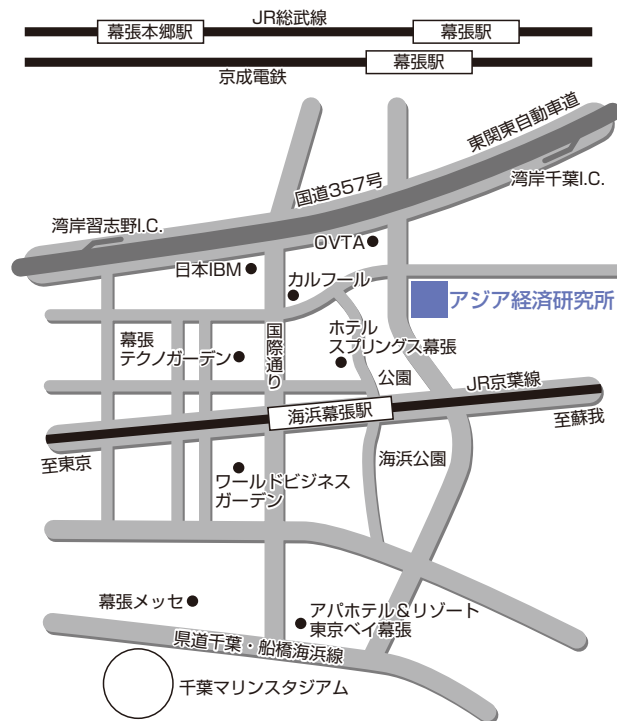 JR総武線
幕張本郷駅
幕張駅
幕張駅
京成電鉄
東関東自動車道
国道357号
湾岸千葉I.C.
湾岸習志野I.C.
OVTA
日本IBM
カルフール
アジア経済研究所
国際通り
幕張
テクノガーデン
ホテル
スプリングス幕張
公園
JR京葉線
海浜幕張駅
至蘇我
至東京
海浜公園
ワールドビジネス
ガーデン
幕張メッセ
アパホテル＆リゾート
東京ベイ幕張
県道千葉・船橋海浜線
千葉マリンスタジアム